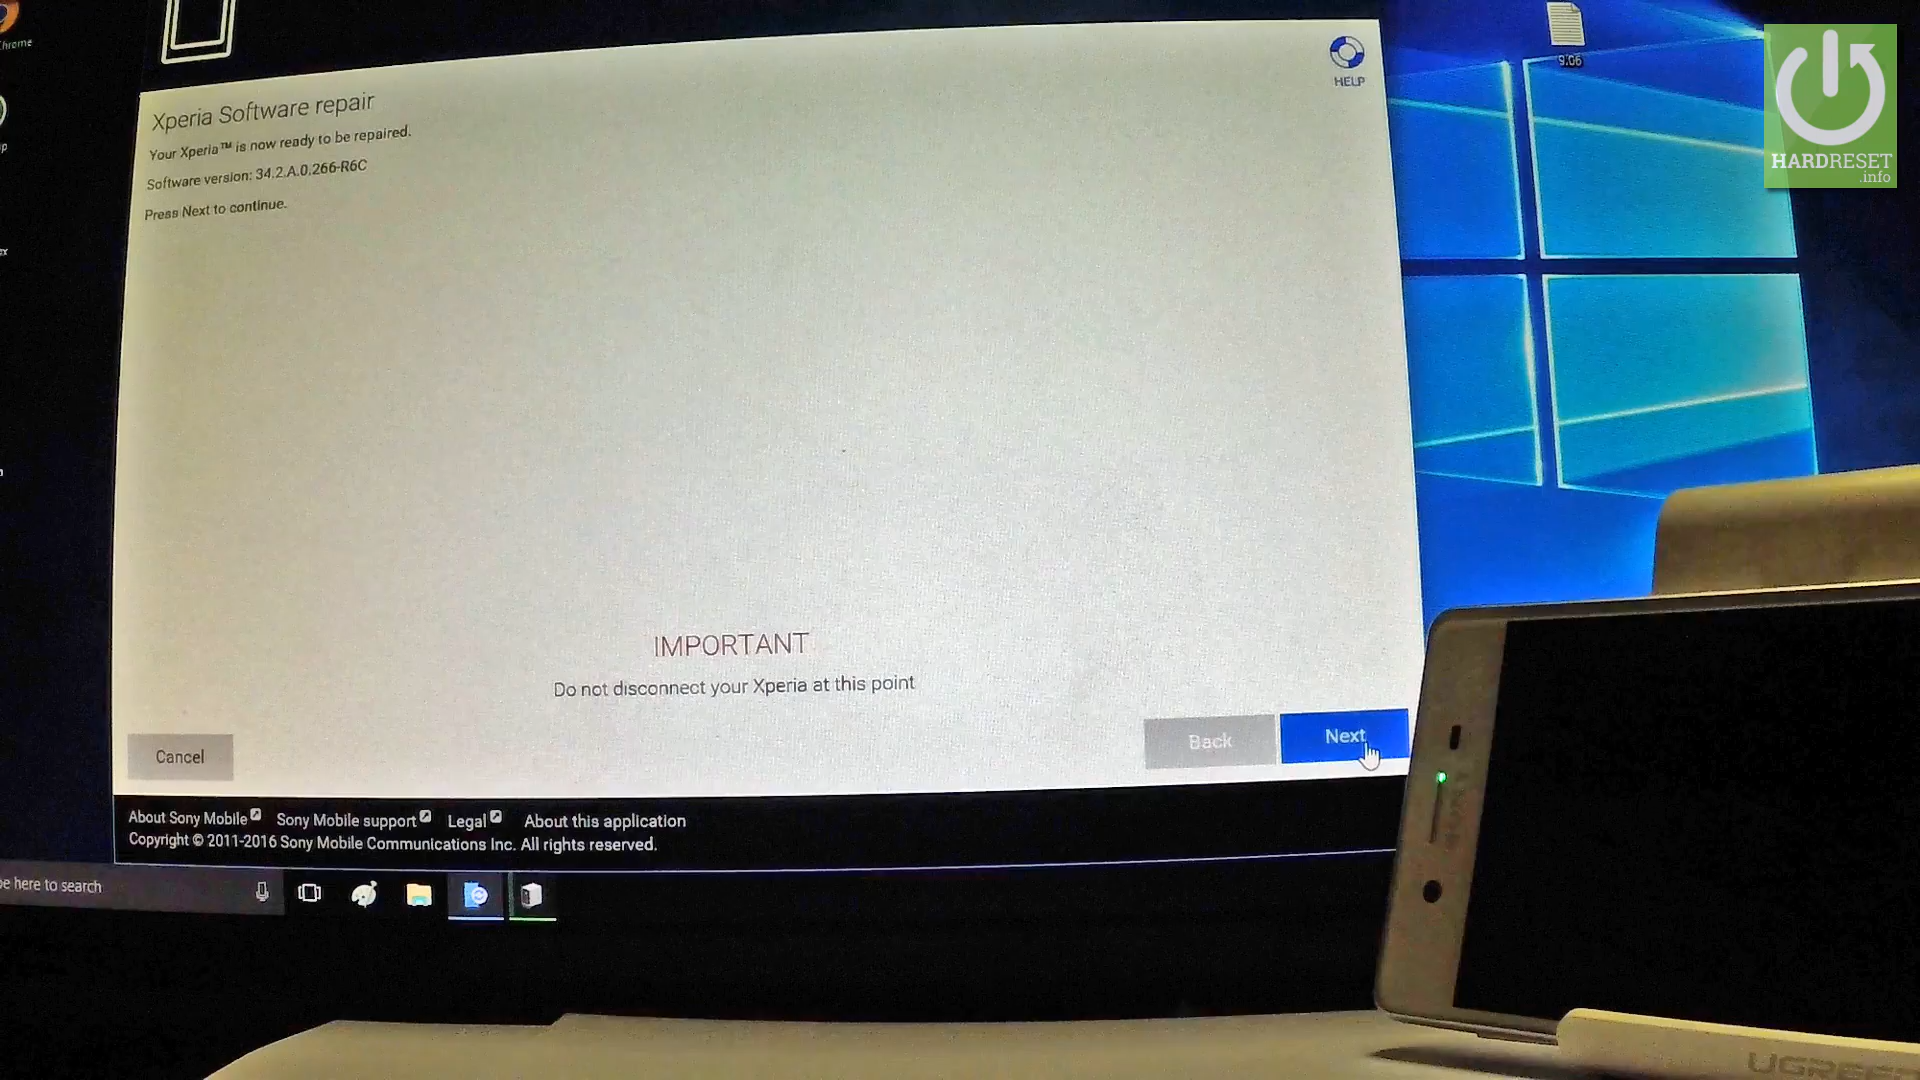 Chrome
9:06
HELP
HARDRESET
.info
Xperia Software repair
Your Xperia™ is now ready to be repaired.
Software version: 34.2.A.0.266-R6C
Press Next to continue.
IMPORTANT
Do not disconnect your Xperia at this point
Cancel
Back
Next
About Sony Mobile Sony Mobile support Legal About this application
Copyright © 2011-2016 Sony Mobile Communications Inc. All rights reserved.
here to search